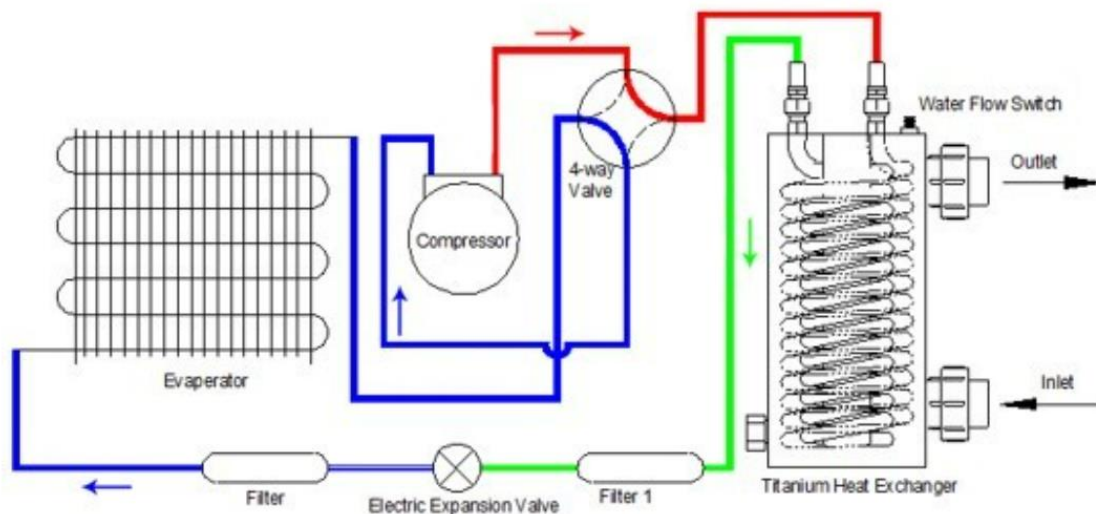 Water Flow Switch
Outlet
4-way
Valve
Compressor
Evaperator
Inlet
Filter
Electric Expansion Valve
Filter 1
Titanium Heat Exchanger